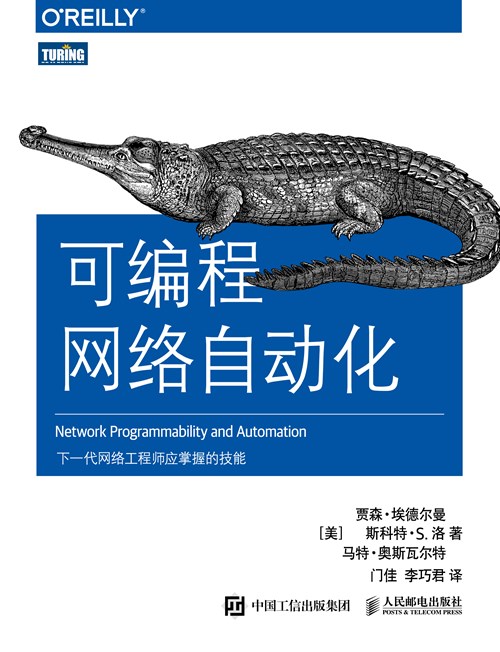 O'REILLY®
TURING
可编程
网络自动化
Network Programmability and Automation
下一代网络工程师应掌握的技能
贾森·埃德尔曼
[美] 斯科特·S. 洛 著
马特·奥斯瓦尔特
门佳 李巧君 译
中国工信出版集团 人民邮电出版社
POSTS & TELECOM PRESS